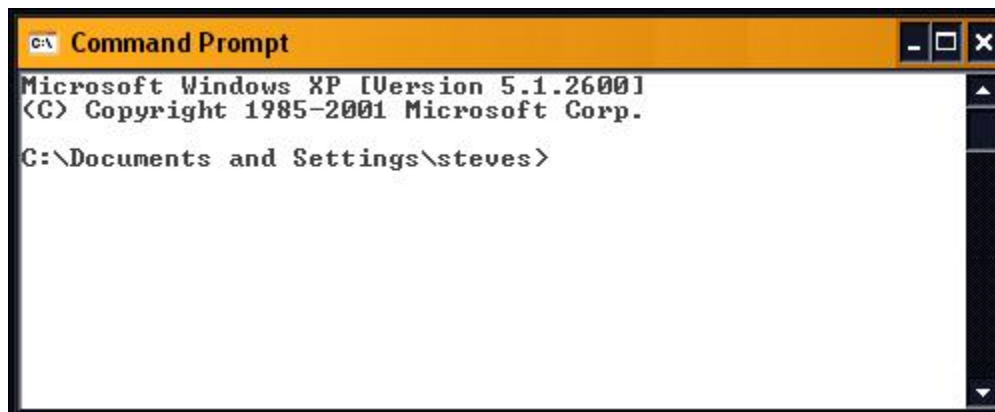 C:\ Command Prompt
Microsoft Windows XP [Version 5.1.2600]
(C) Copyright 1985-2001 Microsoft Corp.
C:\Documents and Settings\steves>